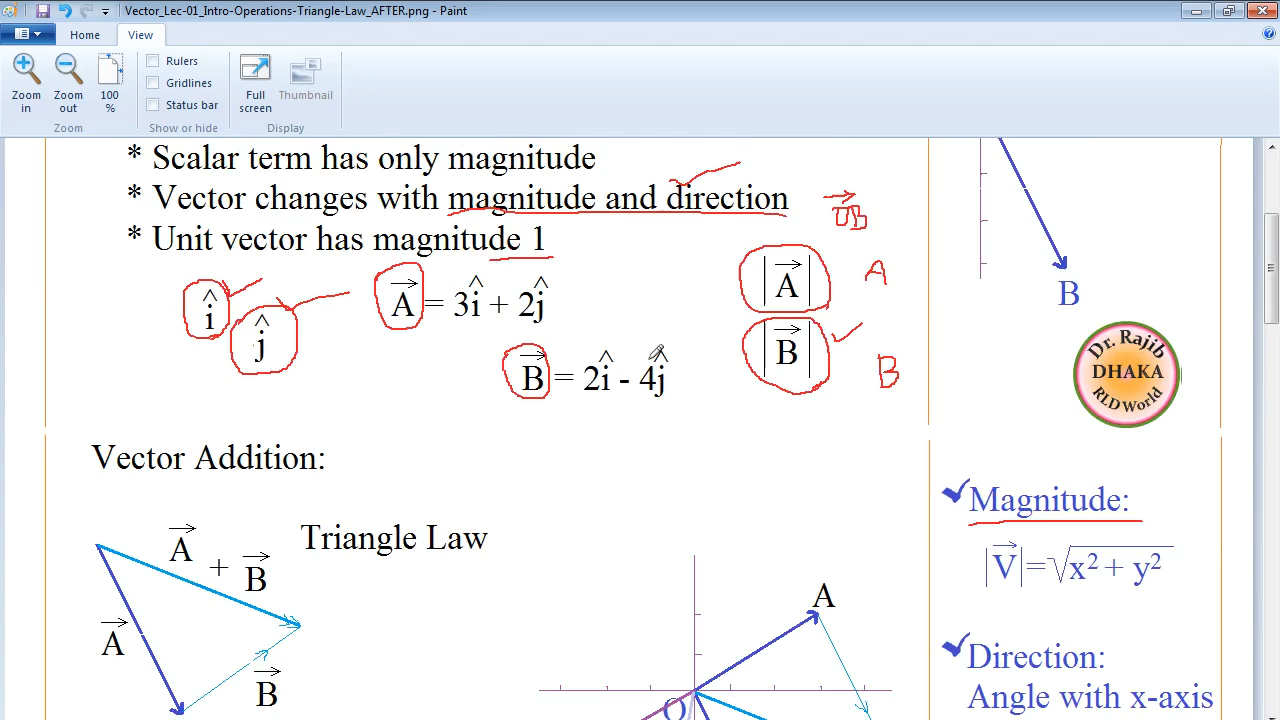 Vector_Lec-01_Intro-Operations-Triangle-Law_AFTER.png - Paint
Home View
Zoom in
Zoom out
100 %
Rulers
Gridlines
Status bar
Full screen
Thumbnail
Zoom
Show or hide
Display
* Scalar term has only magnitude
* Vector changes with magnitude and direction
* Unit vector has magnitude 1
OB
î
ĵ
A⃗ = 3î + 2ĵ
B⃗ = 2î - 4ĵ
|A⃗| A
|B⃗| B
B
Dr. Rajib
DHAKA
RLD World
Vector Addition:
Triangle Law
A⃗ + B⃗
A⃗
B⃗
A
O
Magnitude:
|V⃗|=√x² + y²
Direction:
Angle with x-axis